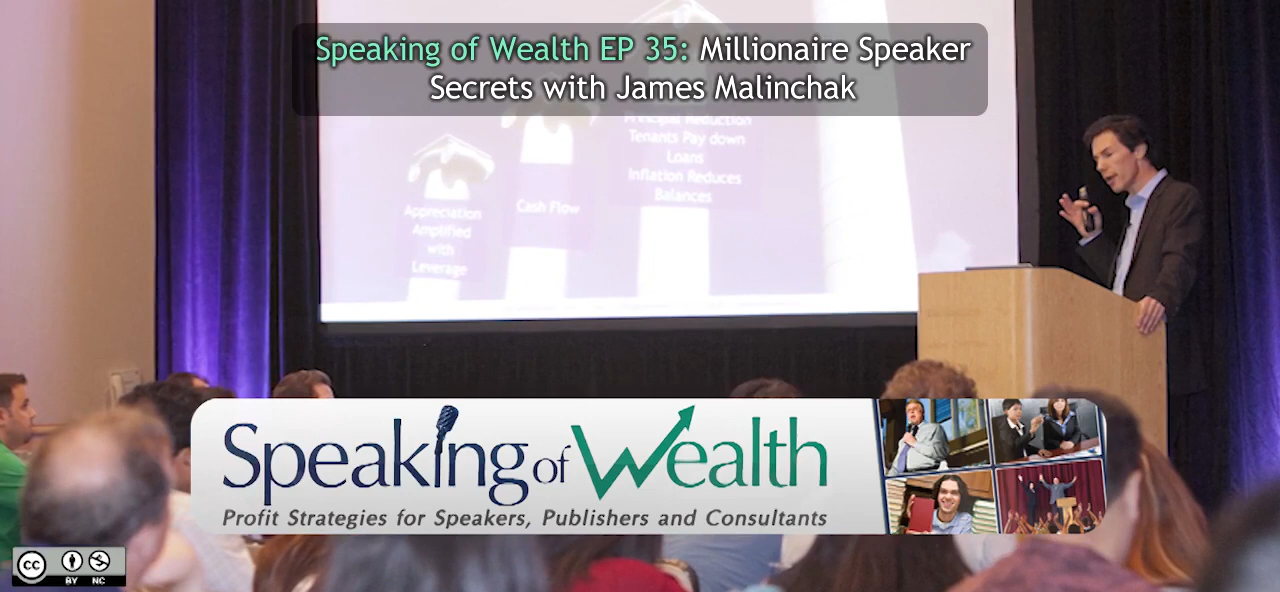 Speaking of Wealth EP 35: Millionaire Speaker
Secrets with James Malinchak
Principal Reduction
Tenants Pay down
Loans
Inflation Reduces
Balances
Cash Flow
Appreciation
Amplified
with
Leverage
Speaking of Wealth
Profit Strategies for Speakers, Publishers and Consultants
cc
BY NC